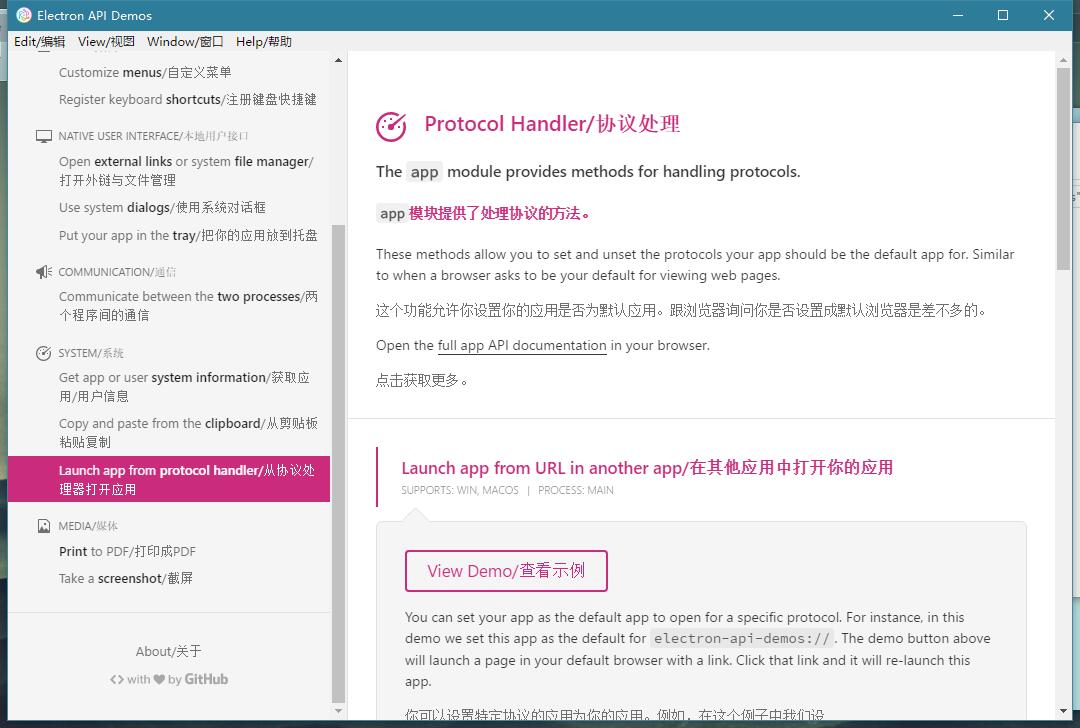 Electron API Demos
Edit/编辑 View/视图 Window/窗口 Help/帮助
Customize menus/自定义菜单
Register keyboard shortcuts/注册键盘快捷键
NATIVE USER INTERFACE/本地用户接口
Open external links or system file manager/
打开外链与文件管理
Use system dialogs/使用系统对话框
Put your app in the tray/把你的应用放到托盘
COMMUNICATION/通信
Communicate between the two processes/两
个程序间的通信
SYSTEM/系统
Get app or user system information/获取应
用/用户信息
Copy and paste from the clipboard/从剪贴板
粘贴复制
Launch app from protocol handler/从协议处
理器打开应用
MEDIA/媒体
Print to PDF/打印成PDF
Take a screenshot/截屏
About/关于
<> with ♥ by GitHub
Protocol Handler/协议处理
The app module provides methods for handling protocols.
app 模块提供了处理协议的方法。
These methods allow you to set and unset the protocols your app should be the default app for. Similar
to when a browser asks to be your default for viewing web pages.
这个功能允许你设置你的应用是否为默认应用。跟浏览器询问你是否设置成默认浏览器是差不多的。
Open the full app API documentation in your browser.
点击获取更多。
Launch app from URL in another app/在其他应用中打开你的应用
SUPPORTS: WIN, MACOS | PROCESS: MAIN
View Demo/查看示例
You can set your app as the default app to open for a specific protocol. For instance, in this
demo we set this app as the default for electron-api-demos://. The demo button above
will launch a page in your default browser with a link. Click that link and it will re-launch this
app.
你可以设置特定协议的应用为你的应用。例如，在这个例子中我们设